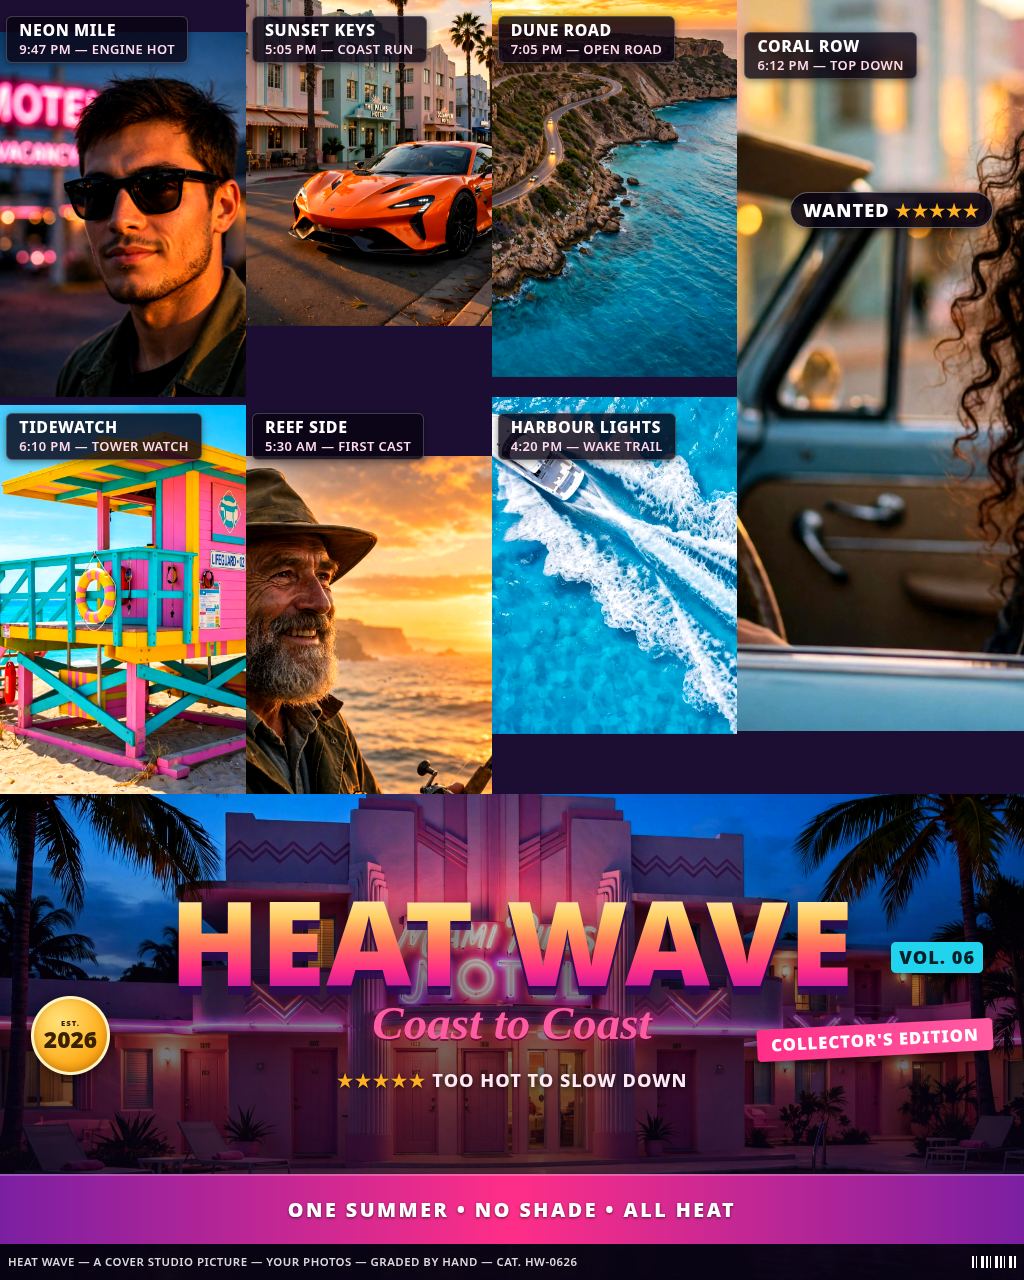 NEON MILE
9:47 PM — ENGINE HOT
SUNSET KEYS
5:05 PM — COAST RUN
DUNE ROAD
7:05 PM — OPEN ROAD
CORAL ROW
6:12 PM — TOP DOWN
VACANCY
THE PALMS
HOTEL
WANTED ★★★★★
TIDEWATCH
6:10 PM — TOWER WATCH
REEF SIDE
5:30 AM — FIRST CAST
HARBOUR LIGHTS
4:20 PM — WAKE TRAIL
HEAT WAVE
VOL. 06
Coast to Coast
EST.
2026
COLLECTOR'S EDITION
★★★★★ TOO HOT TO SLOW DOWN
ONE SUMMER • NO SHADE • ALL HEAT
HEAT WAVE — A COVER STUDIO PICTURE — YOUR PHOTOS — GRADED BY HAND — CAT. HW-0626